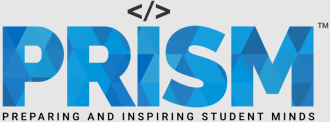 </>
PRISM™
PREPARING AND INSPIRING STUDENT MINDS